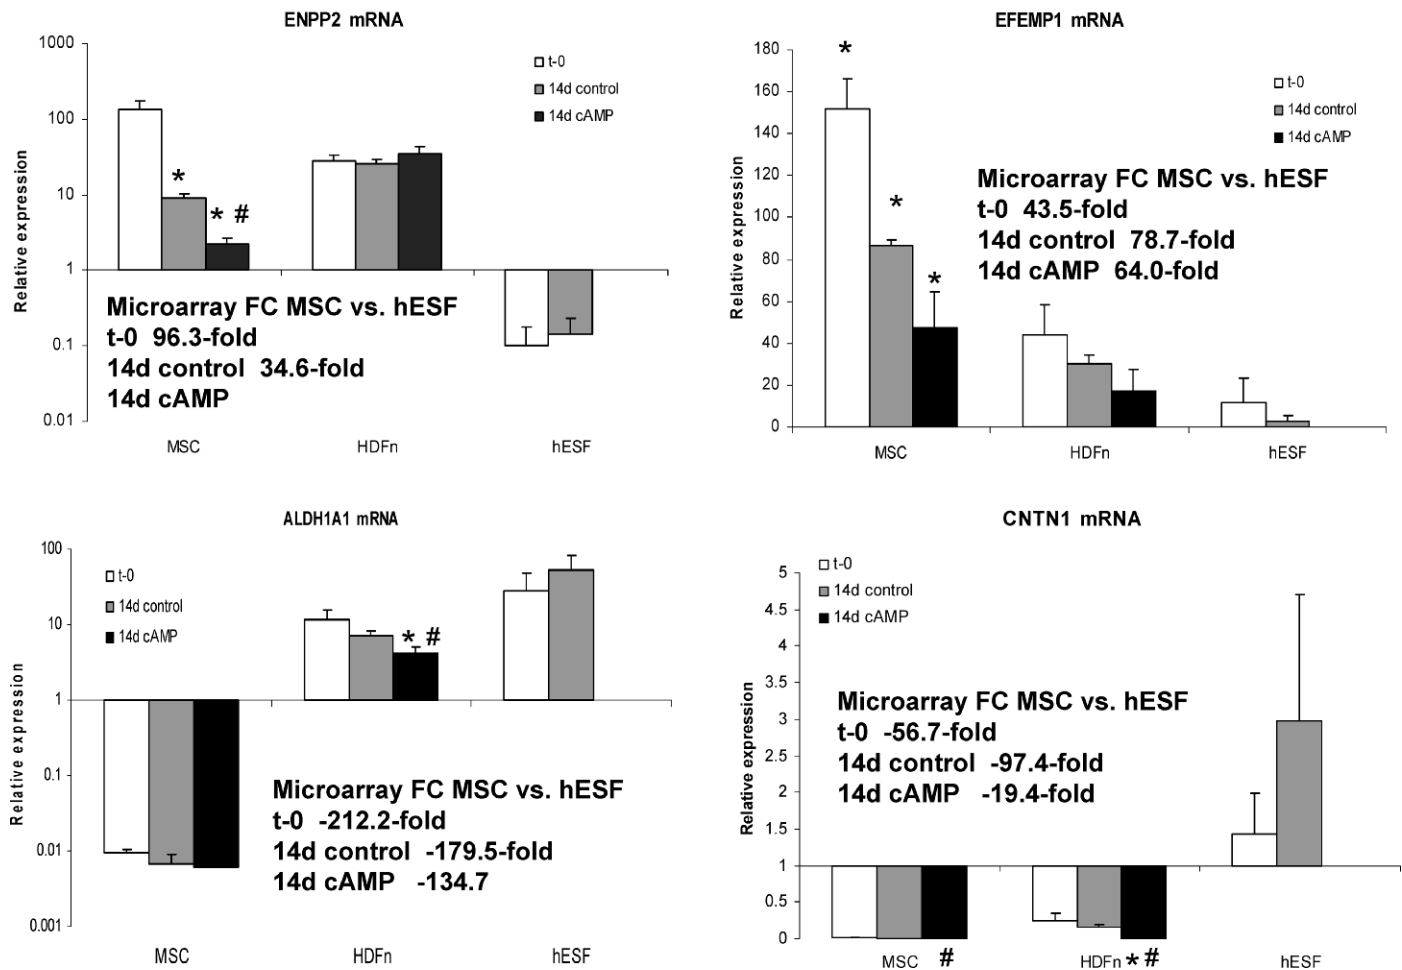 ENPP2 mRNA
1000
100
10
1
0.1
0.01
Relative expression
t-0
14d control
14d cAMP
*
* #
Microarray FC MSC vs. hESF
t-0 96.3-fold
14d control 34.6-fold
14d cAMP
MSC HDFn hESF
EFEMP1 mRNA
180
160
140
120
100
80
60
40
20
0
Relative expression
t-0
14d control
14d cAMP
*
*
*
Microarray FC MSC vs. hESF
t-0 43.5-fold
14d control 78.7-fold
14d cAMP 64.0-fold
MSC HDFn hESF
ALDH1A1 mRNA
100
10
1
0.1
0.01
0.001
Relative expression
t-0
14d control
14d cAMP
* #
Microarray FC MSC vs. hESF
t-0 -212.2-fold
14d control -179.5-fold
14d cAMP -134.7
MSC HDFn hESF
CNTN1 mRNA
5
4.5
4
3.5
3
2.5
2
1.5
1
0.5
0
Relative expression
t-0
14d control
14d cAMP
Microarray FC MSC vs. hESF
t-0 -56.7-fold
14d control -97.4-fold
14d cAMP -19.4-fold
MSC # HDFn * # hESF